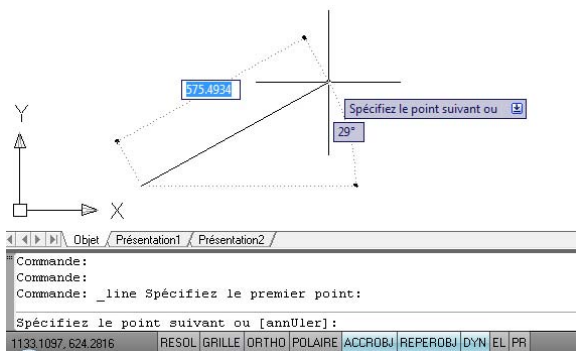 575.4934
Spécifiez le point suivant ou
29°
Y
X
Objet Présentation1 Présentation2
Commande:
Commande:
Commande: _line Spécifiez le premier point:
Spécifiez le point suivant ou [annUler]:
1133.1097, 624.2816 RESOL GRILLE ORTHO POLAIRE ACCROBJ REPEROBJ DYN EL PR